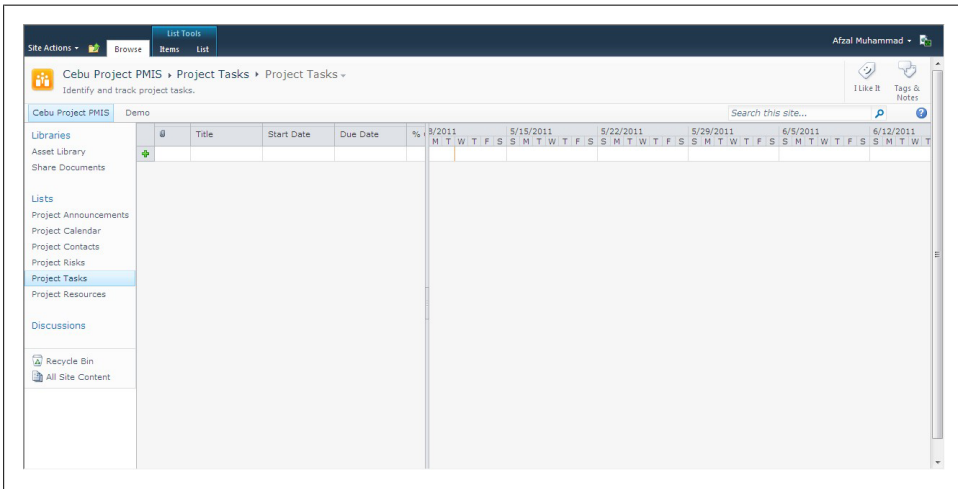 List Tools
Site Actions Browse Items List Afzal Muhammad
Cebu Project PMIS Project Tasks Project Tasks
Identify and track project tasks.
I Like It Tags & Notes
Cebu Project PMIS Demo Search this site...
Libraries
Asset Library
Share Documents
Lists
Project Announcements
Project Calendar
Project Contacts
Project Risks
Project Tasks
Project Resources
Discussions
Recycle Bin
All Site Content
Title Start Date Due Date %
8/2011 5/15/2011 5/22/2011 5/29/2011 6/5/2011 6/12/2011
M T W T F S S M T W T F S S M T W T F S S M T W T F S S M T W T F S S M T W T